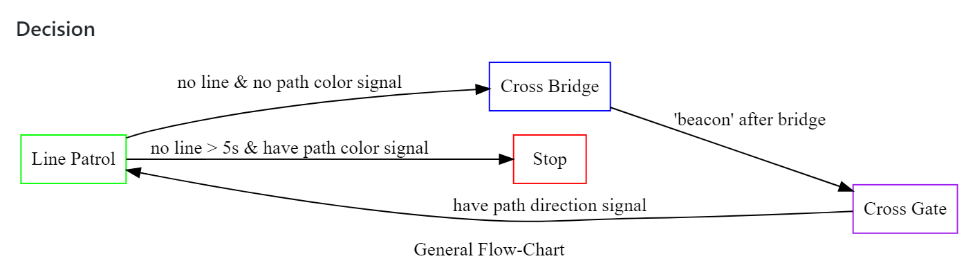 Decision
no line & no path color signal
Cross Bridge
'beacon' after bridge
Line Patrol
no line > 5s & have path color signal
Stop
have path direction signal
Cross Gate
General Flow-Chart